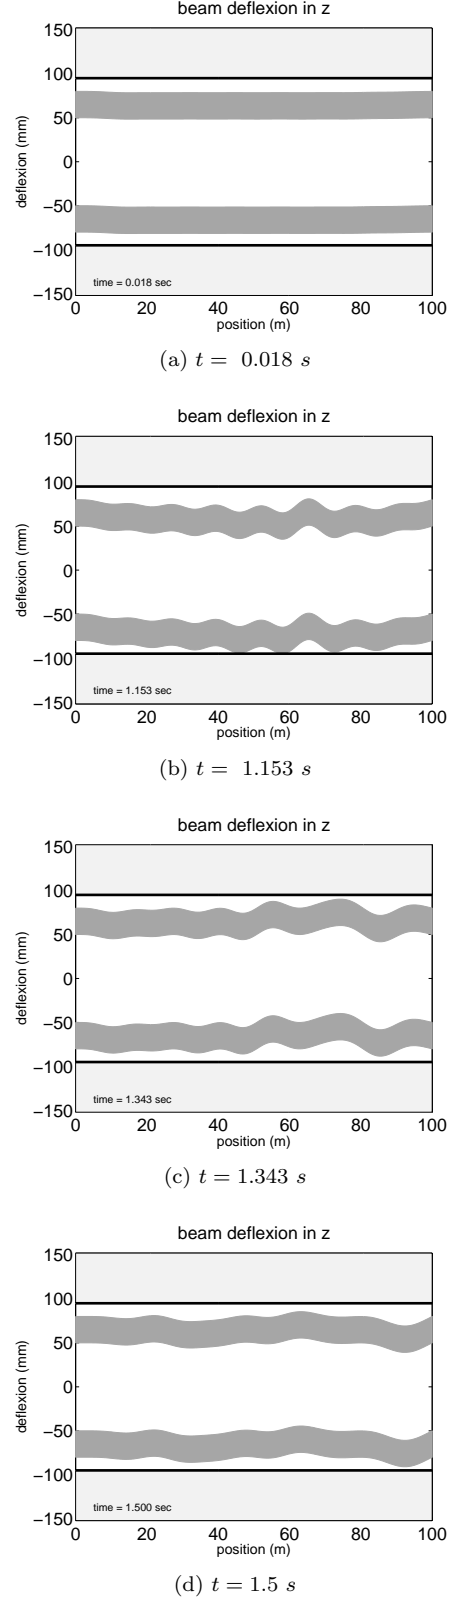 beam deflexion in z
150
100
50
0
−50
−100
−150
deflexion (mm)
time = 0.018 sec
0 20 40 60 80 100
position (m)
(a) t = 0.018 s
beam deflexion in z
150
100
50
0
−50
−100
−150
deflexion (mm)
time = 1.153 sec
0 20 40 60 80 100
position (m)
(b) t = 1.153 s
beam deflexion in z
150
100
50
0
−50
−100
−150
deflexion (mm)
time = 1.343 sec
0 20 40 60 80 100
position (m)
(c) t = 1.343 s
beam deflexion in z
150
100
50
0
−50
−100
−150
deflexion (mm)
time = 1.500 sec
0 20 40 60 80 100
position (m)
(d) t = 1.5 s